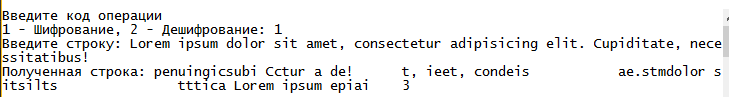 Введите код операции
1 - Шифрование, 2 - Дешифрование: 1
Введите строку: Lorem ipsum dolor sit amet, consectetur adipisicing elit. Cupiditate, nece
ssitatibus!
Полученная строка: penuingicsubi Cctur a de!      t, ieet, condeis         ae.stmdolor s
itsilts               tttica Lorem ipsum epiai    3